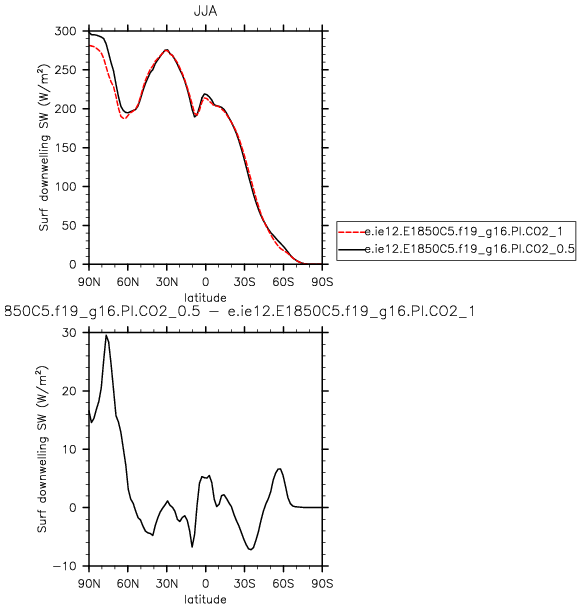 JJA
Surf downwelling SW (W/m²)
300
250
200
150
100
50
0
90N 60N 30N 0 30S 60S 90S
latitude
e.ie12.E1850C5.f19_g16.PI.CO2_1
e.ie12.E1850C5.f19_g16.PI.CO2_0.5
850C5.f19_g16.PI.CO2_0.5 − e.ie12.E1850C5.f19_g16.PI.CO2_1
Surf downwelling SW (W/m²)
30
20
10
0
−10
90N 60N 30N 0 30S 60S 90S
latitude